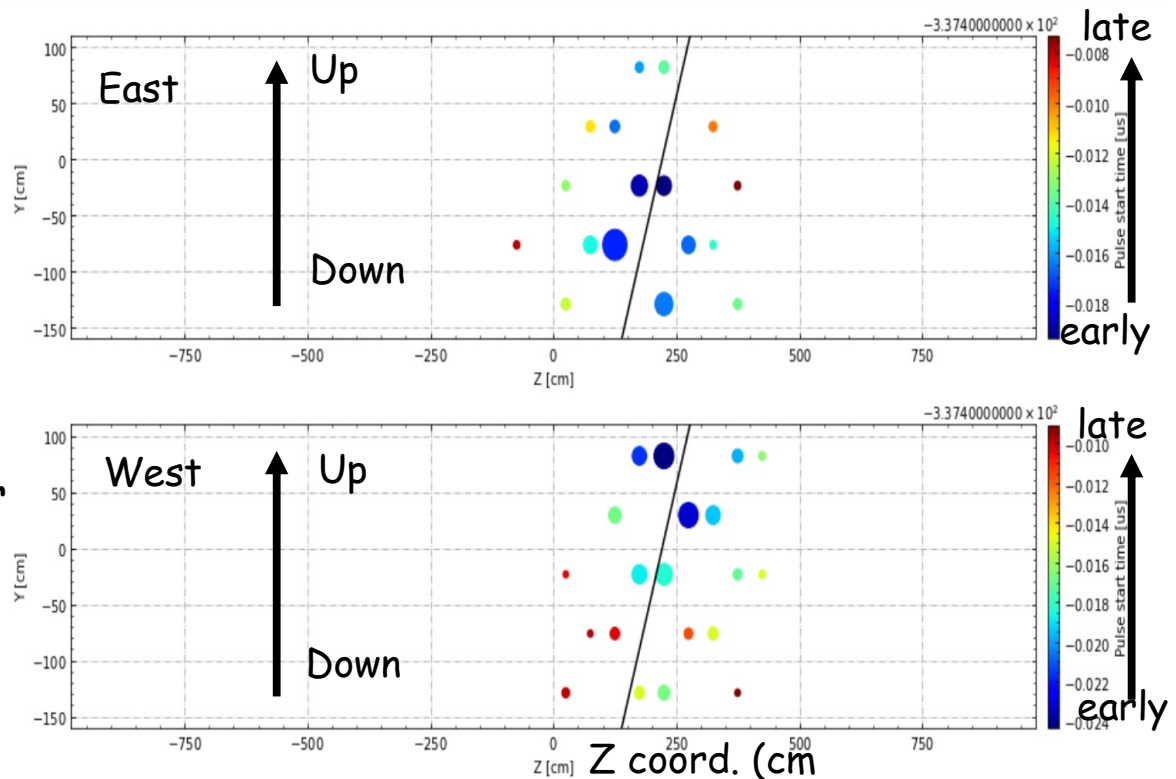 −3.3740000000 × 10²
late
East
Up
Down
100
50
0
−50
−100
−150
Y [cm]
−750
−500
−250
0
250
500
750
Z [cm]
−0.008
−0.010
−0.012
−0.014
−0.016
−0.018
Pulse start time [us]
early
−3.3740000000 × 10²
late
West
Up
Down
100
50
0
−50
−100
−150
Y [cm]
−750
−500
−250
0
250
500
750
Z [cm]
Z coord. (cm
−0.010
−0.012
−0.014
−0.016
−0.018
−0.020
−0.022
−0.024
Pulse start time [us]
early